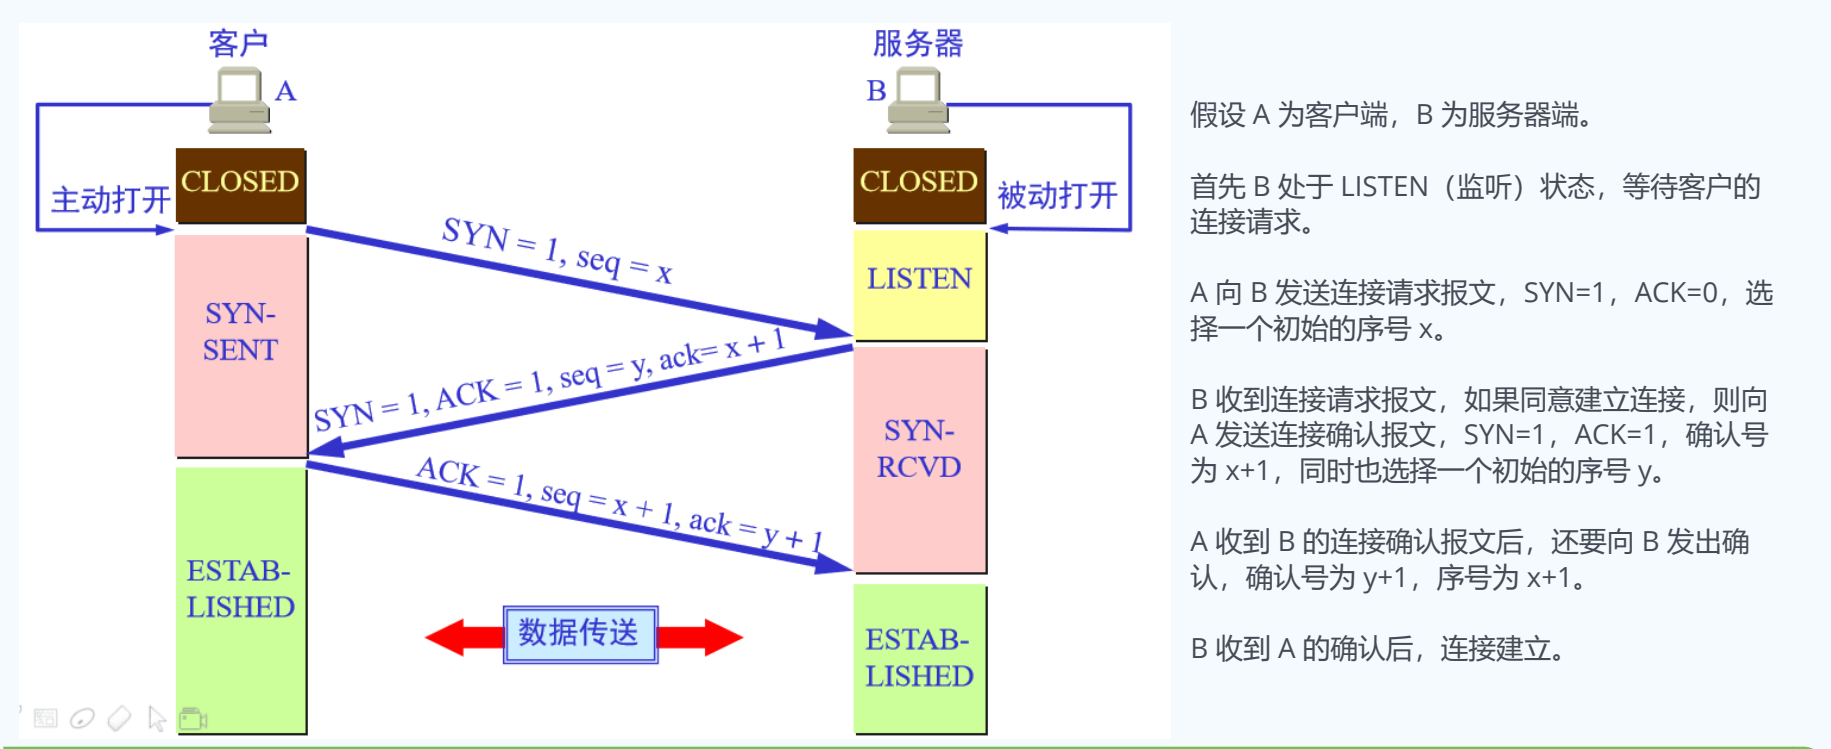 客户
服务器
A
B
CLOSED
CLOSED
主动打开
被动打开
SYN = 1, seq = x
LISTEN
SYN-
SENT
SYN = 1, ACK = 1, seq = y, ack= x + 1
SYN-
RCVD
ACK = 1, seq = x + 1, ack = y + 1
ESTAB-
LISHED
数据传送
ESTAB-
LISHED
假设 A 为客户端，B 为服务器端。
首先 B 处于 LISTEN（监听）状态，等待客户的
连接请求。
A 向 B 发送连接请求报文，SYN=1，ACK=0，选
择一个初始的序号 x。
B 收到连接请求报文，如果同意建立连接，则向
A 发送连接确认报文，SYN=1，ACK=1，确认号
为 x+1，同时也选择一个初始的序号 y。
A 收到 B 的连接确认报文后，还要向 B 发出确
认，确认号为 y+1，序号为 x+1。
B 收到 A 的确认后，连接建立。